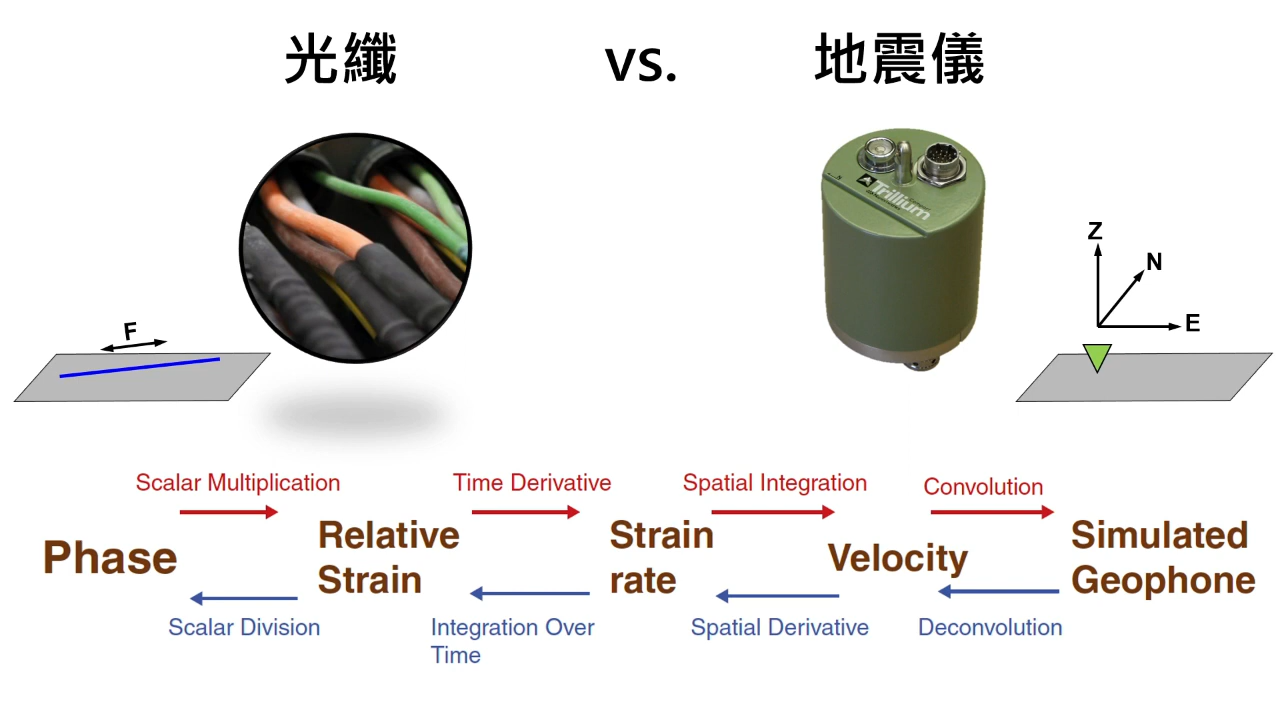 光纖 vs. 地震儀
Trillium
Z
N
E
F
Scalar Multiplication
Time Derivative
Spatial Integration
Convolution
Phase
Relative
Strain
Strain
rate
Velocity
Simulated
Geophone
Scalar Division
Integration Over
Time
Spatial Derivative
Deconvolution